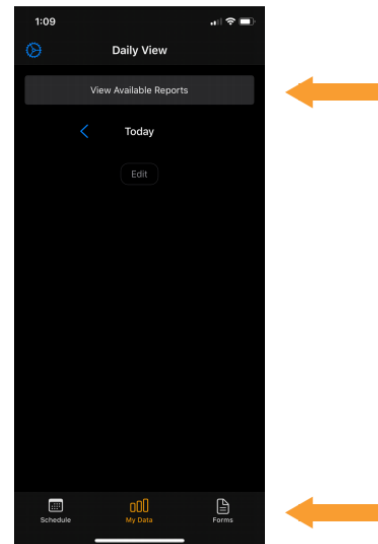 1:09
Daily View
View Available Reports
Today
Edit
Schedule
My Data
Forms